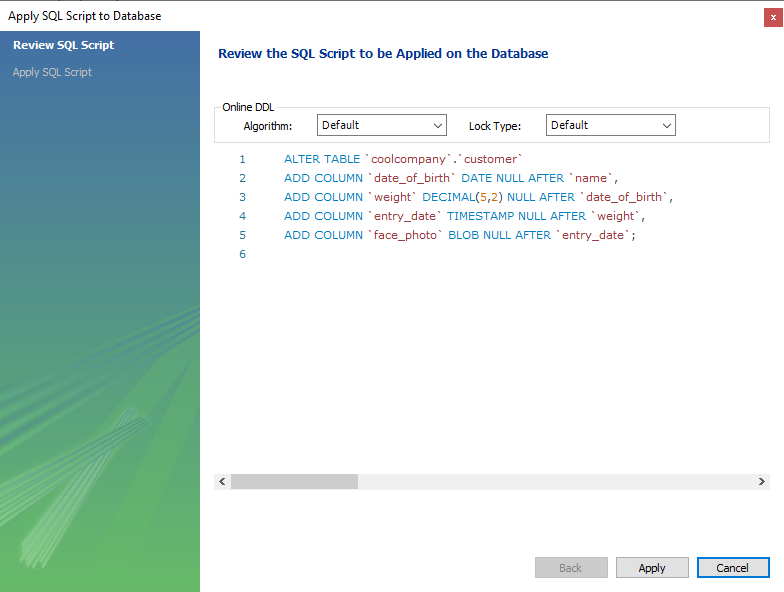 Apply SQL Script to Database
x
Review SQL Script
Apply SQL Script
Review the SQL Script to be Applied on the Database
Online DDL
Algorithm: Default Lock Type: Default
1 ALTER TABLE `coolcompany`.`customer`
2 ADD COLUMN `date_of_birth` DATE NULL AFTER `name`,
3 ADD COLUMN `weight` DECIMAL(5,2) NULL AFTER `date_of_birth`,
4 ADD COLUMN `entry_date` TIMESTAMP NULL AFTER `weight`,
5 ADD COLUMN `face_photo` BLOB NULL AFTER `entry_date`;
6
Back Apply Cancel